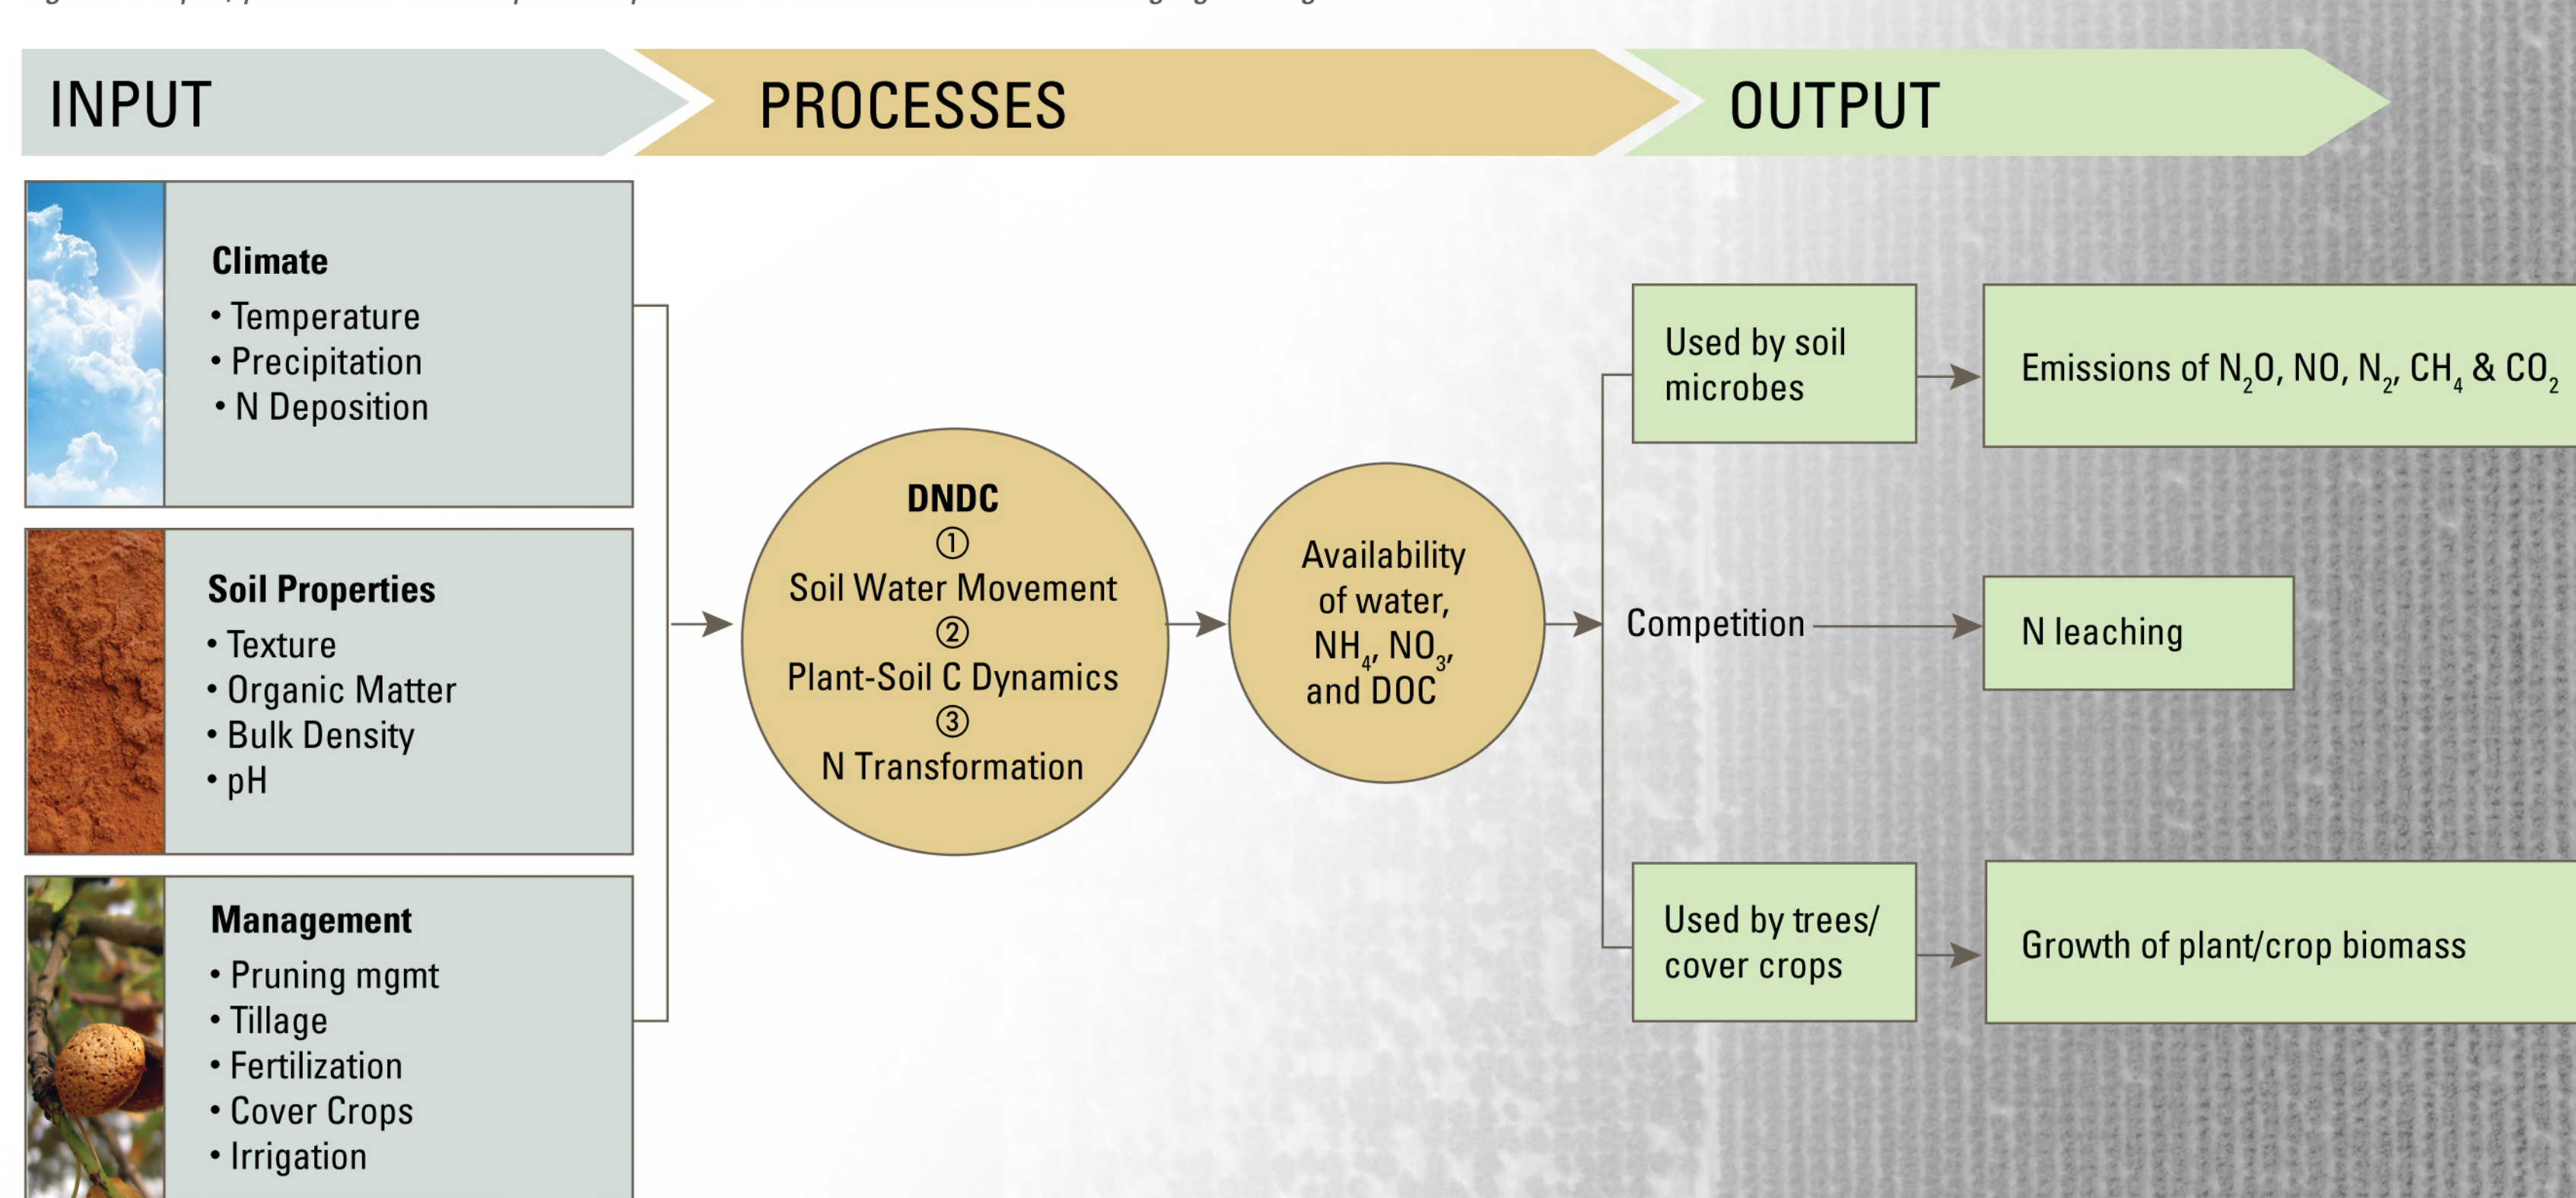 INPUT
PROCESSES
OUTPUT
Climate
• Temperature
• Precipitation
• N Deposition
Soil Properties
• Texture
• Organic Matter
• Bulk Density
• pH
Management
• Pruning mgmt
• Tillage
• Fertilization
• Cover Crops
• Irrigation
DNDC
①
Soil Water Movement
②
Plant-Soil C Dynamics
③
N Transformation
Availability
of water,
NH₄, NO₃,
and DOC
Used by soil
microbes
Emissions of N₂O, NO, N₂, CH₄ & CO₂
Competition
N leaching
Used by trees/
cover crops
Growth of plant/crop biomass